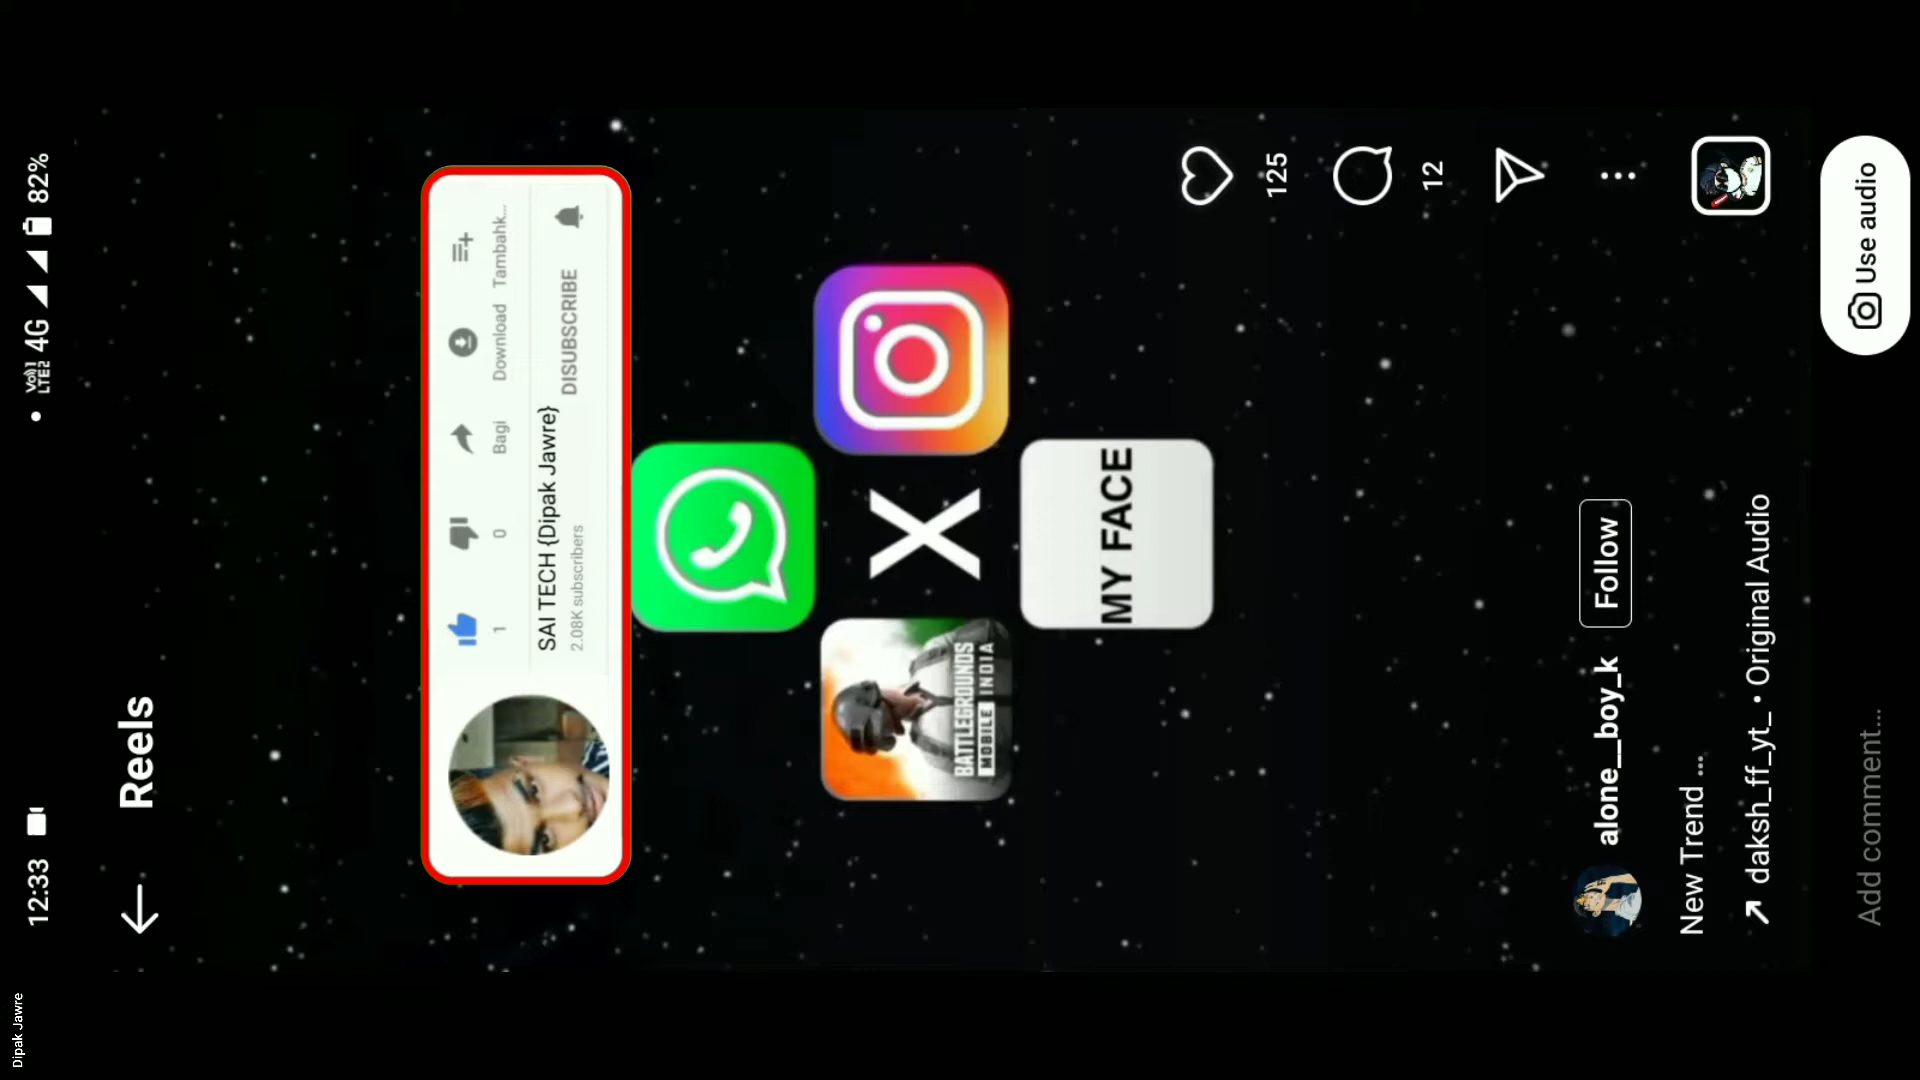 12:33
Vo)) LTE2 4G 82%
Reels
1
0
Bagi
Download
Tambahk...
SAI TECH {Dipak Jawre}
2.08K subscribers
DISUBSCRIBE
BATTLEGROUNDS
MOBILE INDIA
X
MY FACE
125
12
alone__boy_k
Follow
New Trend ...
daksh_ff_yt_ • Original Audio
Add comment...
Use audio
Dipak Jawre